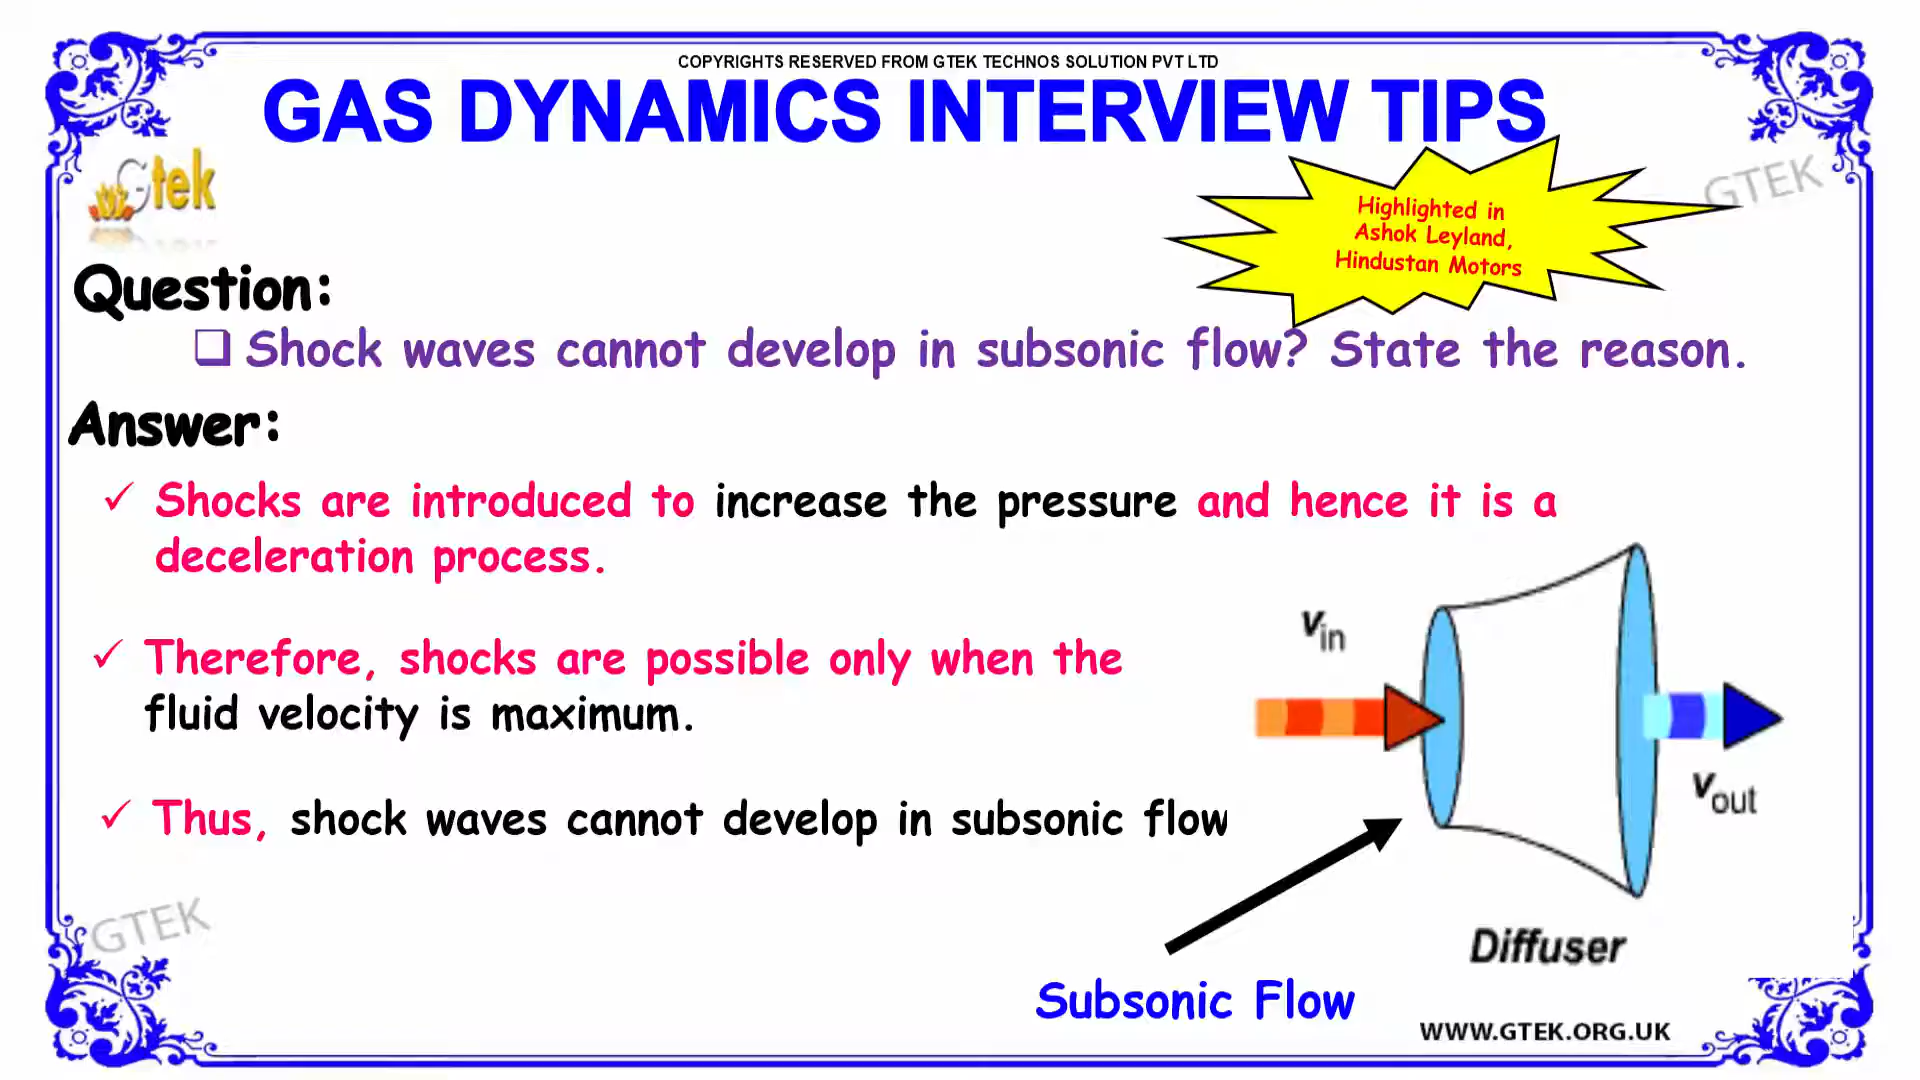 COPYRIGHTS RESERVED FROM GTEK TECHNOS SOLUTION PVT LTD
GAS DYNAMICS INTERVIEW TIPS
Gtek
GTEK
Highlighted in
Ashok Leyland,
Hindustan Motors
Question:
Shock waves cannot develop in subsonic flow? State the reason.
Answer:
✓ Shocks are introduced to increase the pressure and hence it is a
deceleration process.
✓ Therefore, shocks are possible only when the
fluid velocity is maximum.
✓ Thus, shock waves cannot develop in subsonic flow
Vin
Vout
GTEK
Diffuser
Subsonic Flow
WWW.GTEK.ORG.UK